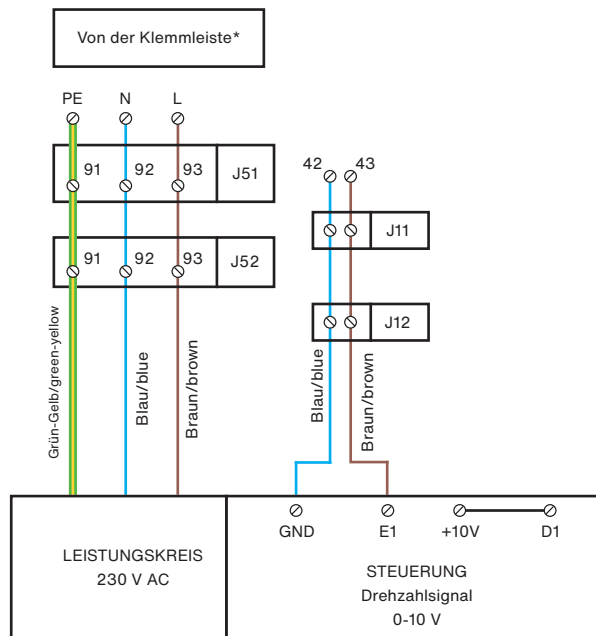 Von der Klemmleiste*
PE N L
91 92 93 J51
42 43
J11
91 92 93 J52
J12
Grün-Gelb/green-yellow
Blau/blue
Braun/brown
Blau/blue
Braun/brown
GND E1 +10V D1
LEISTUNGSKREIS
230 V AC
STEUERUNG
Drehzahlsignal
0-10 V